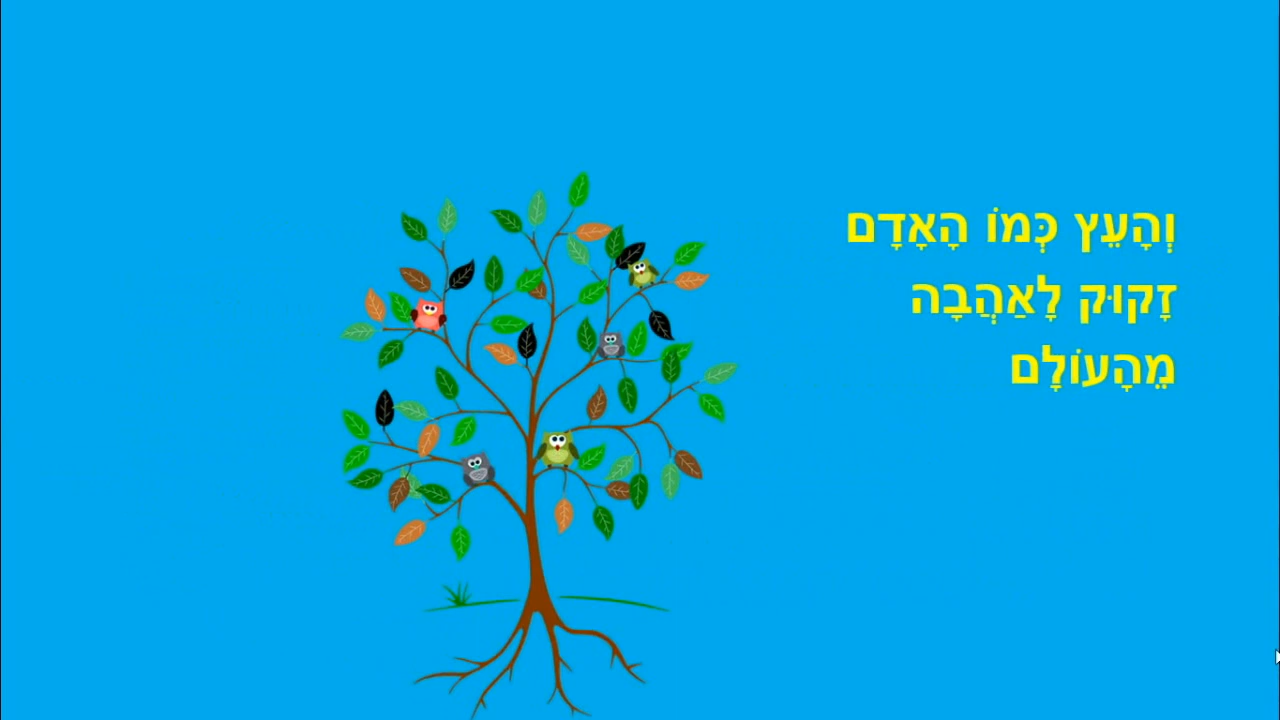 וְהָעֵץ כְּמוֹ הָאָדָם
זָקוּק לָאַהֲבָה
מֵהָעוֹלָם